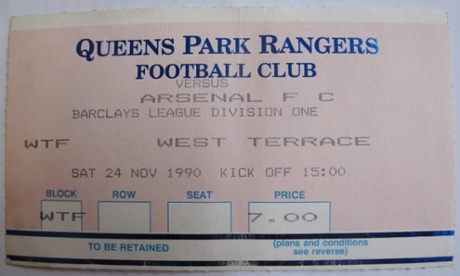 QUEENS PARK RANGERS
FOOTBALL CLUB
VERSUS
ARSENAL F C
BARCLAYS LEAGUE DIVISION ONE
WTF WEST TERRACE
SAT 24 NOV 1990 KICK OFF 15:00
BLOCK ROW SEAT PRICE
WTF 7.00
TO BE RETAINED (plans and conditions
see reverse)